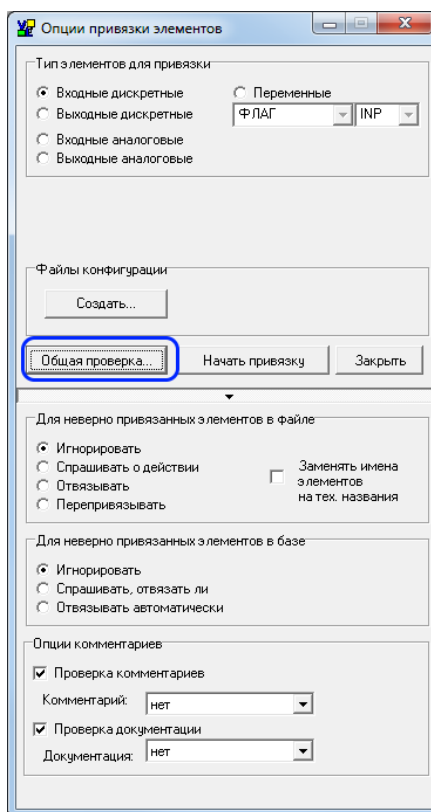 Опции привязки элементов
Тип элементов для привязки
Входные дискретные
Переменные
Выходные дискретные
ФЛАГ
INP
Входные аналоговые
Выходные аналоговые
Файлы конфигурации
Создать...
Общая проверка...
Начать привязку
Закрыть
Для неверно привязанных элементов в файле
Игнорировать
Спрашивать о действии
Отвязывать
Перепривязывать
Заменять имена
элементов
на тех. названия
Для неверно привязанных элементов в базе
Игнорировать
Спрашивать, отвязать ли
Отвязывать автоматически
Опции комментариев
Проверка комментариев
Комментарий: нет
Проверка документации
Документация: нет